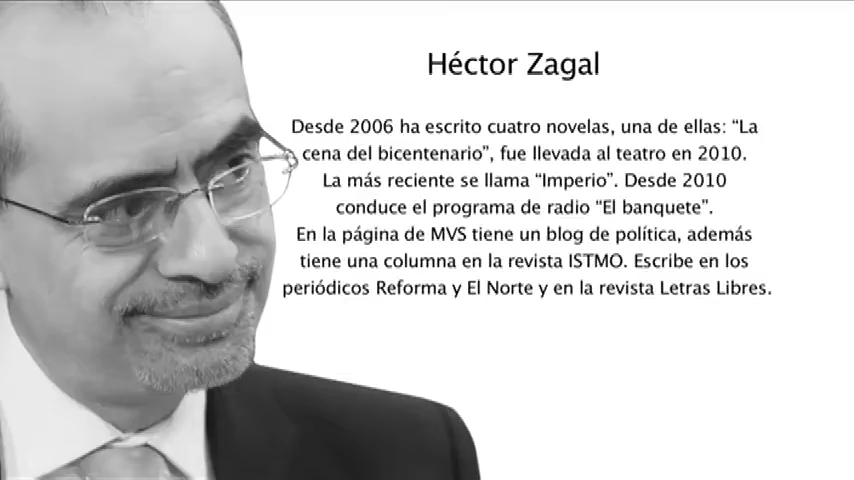 Héctor Zagal
Desde 2006 ha escrito cuatro novelas, una de ellas: “La
cena del bicentenario”, fue llevada al teatro en 2010.
La más reciente se llama “Imperio”. Desde 2010
conduce el programa de radio “El banquete”.
En la página de MVS tiene un blog de política, además
tiene una columna en la revista ISTMO. Escribe en los
periódicos Reforma y El Norte y en la revista Letras Libres.